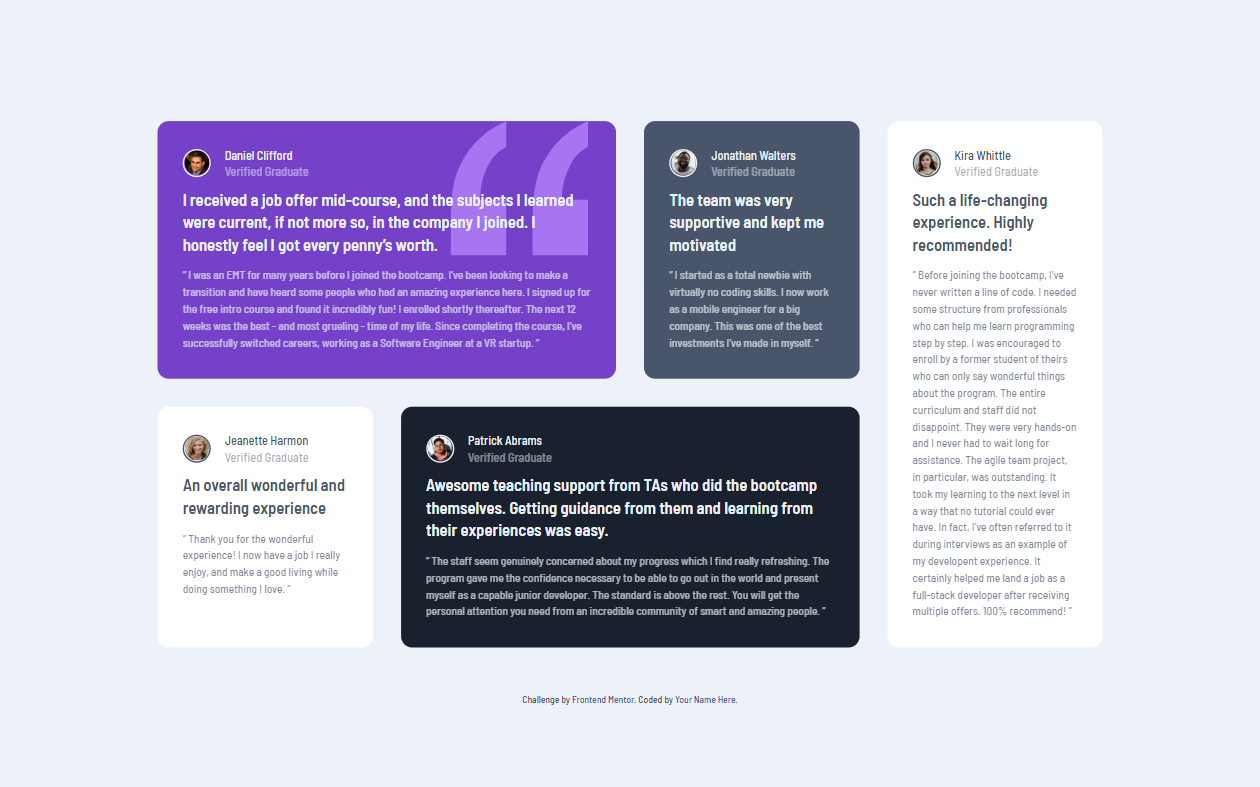 Daniel Clifford
Verified Graduate
I received a job offer mid-course, and the subjects I learned
were current, if not more so, in the company I joined. I
honestly feel I got every penny’s worth.
“ I was an EMT for many years before I joined the bootcamp. I’ve been looking to make a
transition and have heard some people who had an amazing experience here. I signed up for
the free intro course and found it incredibly fun! I enrolled shortly thereafter. The next 12
weeks was the best - and most grueling - time of my life. Since completing the course, I’ve
successfully switched careers, working as a Software Engineer at a VR startup. ”
Jonathan Walters
Verified Graduate
The team was very
supportive and kept me
motivated
“ I started as a total newbie with
virtually no coding skills. I now work
as a mobile engineer for a big
company. This was one of the best
investments I’ve made in myself. ”
Kira Whittle
Verified Graduate
Such a life-changing
experience. Highly
recommended!
“ Before joining the bootcamp, I’ve
never written a line of code. I needed
some structure from professionals
who can help me learn programming
step by step. I was encouraged to
enroll by a former student of theirs
who can only say wonderful things
about the program. The entire
curriculum and staff did not
disappoint. They were very hands-on
and I never had to wait long for
assistance. The agile team project,
in particular, was outstanding. It
took my learning to the next level in
a way that no tutorial could ever
have. In fact, I’ve often referred to it
during interviews as an example of
my developent experience. It
certainly helped me land a job as a
full-stack developer after receiving
multiple offers. 100% recommend! ”
Jeanette Harmon
Verified Graduate
An overall wonderful and
rewarding experience
“ Thank you for the wonderful
experience! I now have a job I really
enjoy, and make a good living while
doing something I love. ”
Patrick Abrams
Verified Graduate
Awesome teaching support from TAs who did the bootcamp
themselves. Getting guidance from them and learning from
their experiences was easy.
“ The staff seem genuinely concerned about my progress which I find really refreshing. The
program gave me the confidence necessary to be able to go out in the world and present
myself as a capable junior developer. The standard is above the rest. You will get the
personal attention you need from an incredible community of smart and amazing people. ”
Challenge by Frontend Mentor. Coded by Your Name Here.